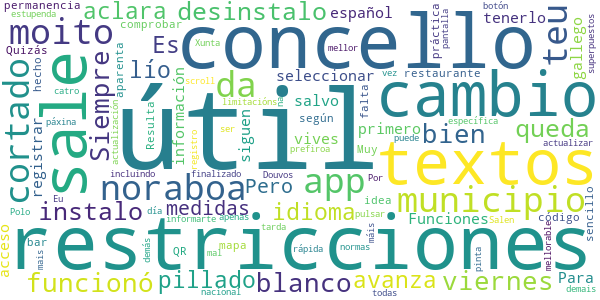 permanencia
estupenda
aclara
desinstalo
español
tenerlo
botón
comprobar
práctica
pantalla
superpuestos
moito
concello
teu
gallego
Quizás
hecho
Xunta
mellor
Es
lío
aparenta
seleccionar
cortado
sale
Siempre
catro
da
scroll
vez
restaurante
cambio
información
salvo
limitacións
falta
útil
páxina
registrar
actualizacion
Resulta
registro
na
según
siguen
vives
primero
bien
queda
específica
actualizar
ser
prefiroa
Muy
puede
textos
incluindo
finalizado
Douvos
Por
noraboa
Pero
app
idea
municipio
Eu
instalo
medidas
idioma
pulsar
máis
Funciones
código
sencillo
Polo
día
informarte
apenas
Salen
acceso
bar
mais
demás
QR
mapa
mal
tarda
rápida
normas
restricciones
mellorable
funcionó
pillado
nacional
blanco
avanza
todas
viernes
pinta
Para
demais